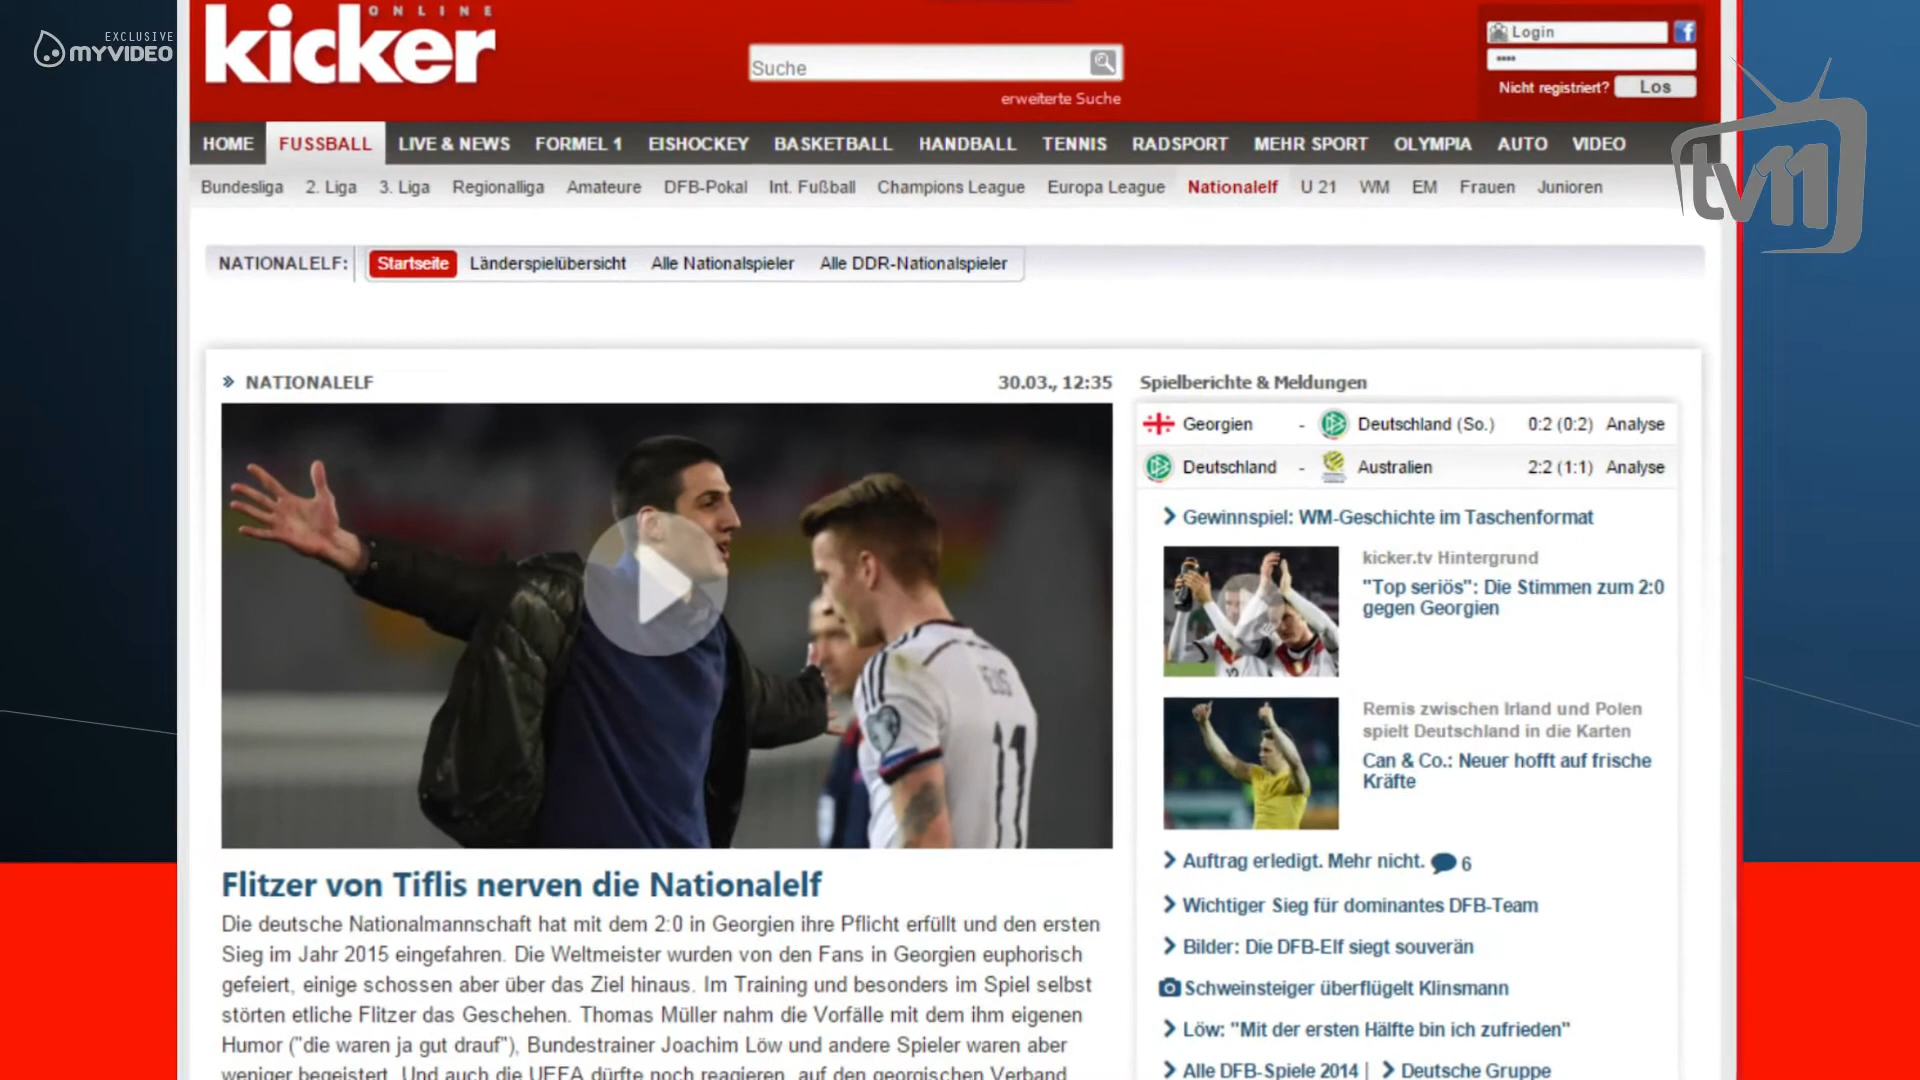 EXCLUSIVE
MYVIDEO
ONLINE
kicker
Suche
erweiterte Suche
Login
••••
Nicht registriert? Los
tv11
HOME FUSSBALL LIVE & NEWS FORMEL 1 EISHOCKEY BASKETBALL HANDBALL TENNIS RADSPORT MEHR SPORT OLYMPIA AUTO VIDEO
Bundesliga 2. Liga 3. Liga Regionalliga Amateure DFB-Pokal Int. Fußball Champions League Europa League Nationalelf U 21 WM EM Frauen Junioren
NATIONALELF: Startseite Länderspielübersicht Alle Nationalspieler Alle DDR-Nationalspieler
» NATIONALELF 30.03., 12:35
11
Flitzer von Tiflis nerven die Nationalelf
Die deutsche Nationalmannschaft hat mit dem 2:0 in Georgien ihre Pflicht erfüllt und den ersten
Sieg im Jahr 2015 eingefahren. Die Weltmeister wurden von den Fans in Georgien euphorisch
gefeiert, einige schossen aber über das Ziel hinaus. Im Training und besonders im Spiel selbst
störten etliche Flitzer das Geschehen. Thomas Müller nahm die Vorfälle mit dem ihm eigenen
Humor ("die waren ja gut drauf"), Bundestrainer Joachim Löw und andere Spieler waren aber
weniger begeistert. Und auch die UEFA dürfte noch reagieren, auf den georgischen Verband
Spielberichte & Meldungen
Georgien - Deutschland (So.) 0:2 (0:2) Analyse
Deutschland - Australien 2:2 (1:1) Analyse
Gewinnspiel: WM-Geschichte im Taschenformat
kicker.tv Hintergrund
"Top seriös": Die Stimmen zum 2:0
gegen Georgien
Remis zwischen Irland und Polen
spielt Deutschland in die Karten
Can & Co.: Neuer hofft auf frische
Kräfte
Auftrag erledigt. Mehr nicht. 6
Wichtiger Sieg für dominantes DFB-Team
Bilder: Die DFB-Elf siegt souverän
Schweinsteiger überflügelt Klinsmann
Löw: "Mit der ersten Hälfte bin ich zufrieden"
Alle DFB-Spiele 2014 | Deutsche Gruppe